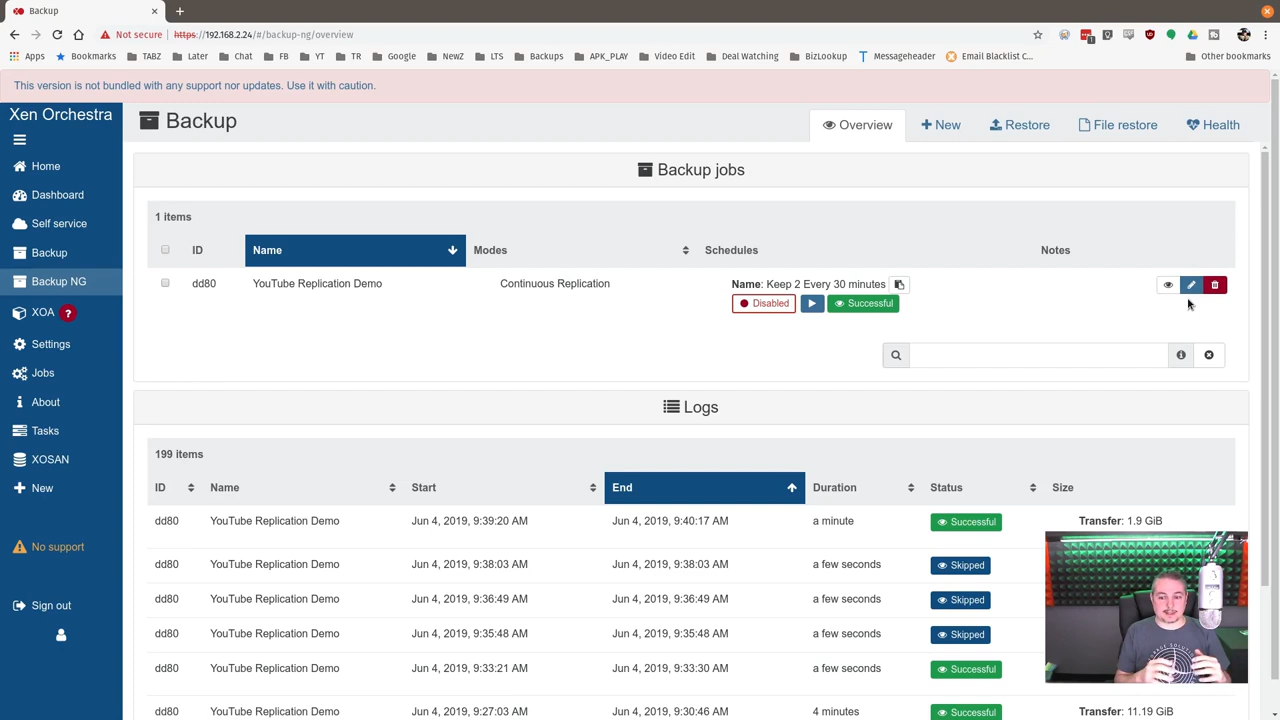 Backup
Not secure https://192.168.2.24/#/backup-ng/overview
Apps Bookmarks TABZ Later Chat FB YT TR Google NewZ LTS Backups APK_PLAY Video Edit Deal Watching BizLookup Messageheader Email Blacklist C... Other bookmarks
This version is not bundled with any support nor updates. Use it with caution.
Xen Orchestra
Home
Dashboard
Self service
Backup
Backup NG
XOA ?
Settings
Jobs
About
Tasks
XOSAN
New
No support
Sign out
Backup
Overview New Restore File restore Health
Backup jobs
1 items
ID Name Modes Schedules Notes
dd80 YouTube Replication Demo Continuous Replication Name: Keep 2 Every 30 minutes
Disabled Successful
Logs
199 items
ID Name Start End Duration Status Size
dd80 YouTube Replication Demo Jun 4, 2019, 9:39:20 AM Jun 4, 2019, 9:40:17 AM a minute Successful Transfer: 1.9 GiB
dd80 YouTube Replication Demo Jun 4, 2019, 9:38:03 AM Jun 4, 2019, 9:38:03 AM a few seconds Skipped
dd80 YouTube Replication Demo Jun 4, 2019, 9:36:49 AM Jun 4, 2019, 9:36:49 AM a few seconds Skipped
dd80 YouTube Replication Demo Jun 4, 2019, 9:35:48 AM Jun 4, 2019, 9:35:48 AM a few seconds Skipped
dd80 YouTube Replication Demo Jun 4, 2019, 9:33:21 AM Jun 4, 2019, 9:33:30 AM a few seconds Successful
dd80 YouTube Replication Demo Jun 4, 2019, 9:27:03 AM Jun 4, 2019, 9:30:46 AM 4 minutes Successful Transfer: 11.19 GiB